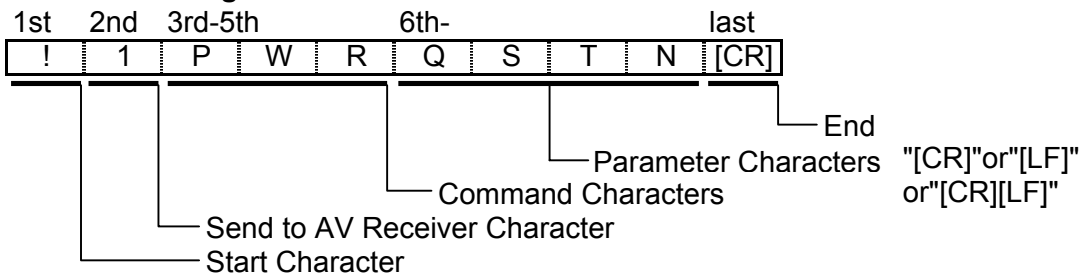 1st 2nd 3rd-5th 6th- last
! 1 P W R Q S T N [CR]
End
Parameter Characters "[CR]"or"[LF]"
Command Characters or"[CR][LF]"
Send to AV Receiver Character
Start Character